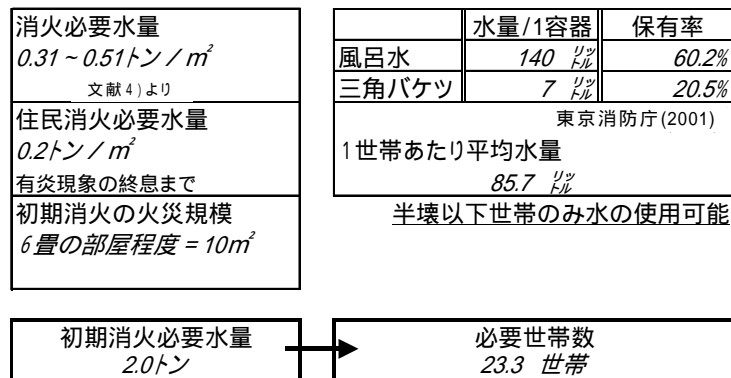 消火必要水量
0.31~0.51トン/㎡
文献4)より
住民消火必要水量
0.2トン/㎡
有炎現象の終息まで
初期消火の火災規模
6畳の部屋程度=10㎡
水量/1容器 保有率
風呂水 140 リットル 60.2%
三角バケツ 7 リットル 20.5%
東京消防庁(2001)
1世帯あたり平均水量
85.7 リットル
半壊以下世帯のみ水の使用可能
初期消火必要水量
2.0トン
必要世帯数
23.3 世帯